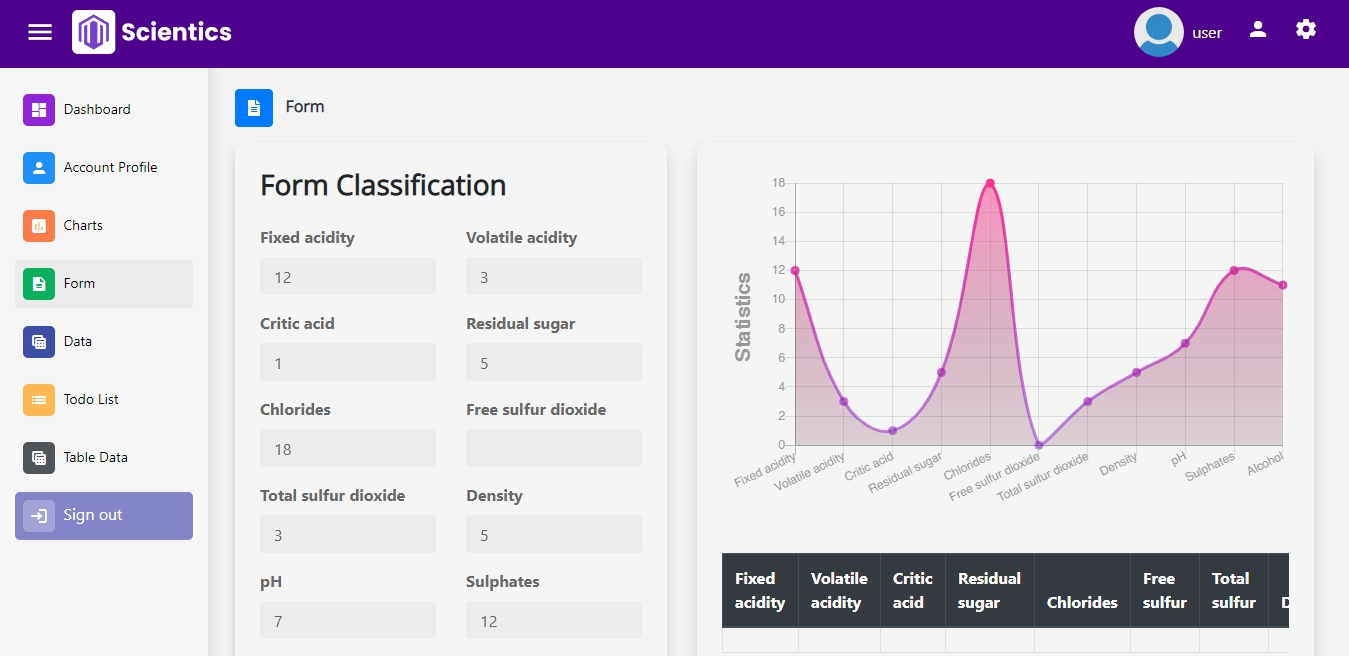 Scientics
user
Dashboard
Account Profile
Charts
Form
Data
Todo List
Table Data
Sign out
Form
Form Classification
Fixed acidity Volatile acidity
12 3
Critic acid Residual sugar
1 5
Chlorides Free sulfur dioxide
18
Total sulfur dioxide Density
3 5
pH Sulphates
7 12
Statistics
18
16
14
12
10
8
6
4
2
0
Fixed acidity
Volatile acidity
Critic acid
Residual sugar
Chlorides
Free sulfur dioxide
Total sulfur dioxide
Density
pH
Sulphates
Alcohol
Fixed Volatile Critic Residual Free Total
acidity acidity acid sugar Chlorides sulfur sulfur D